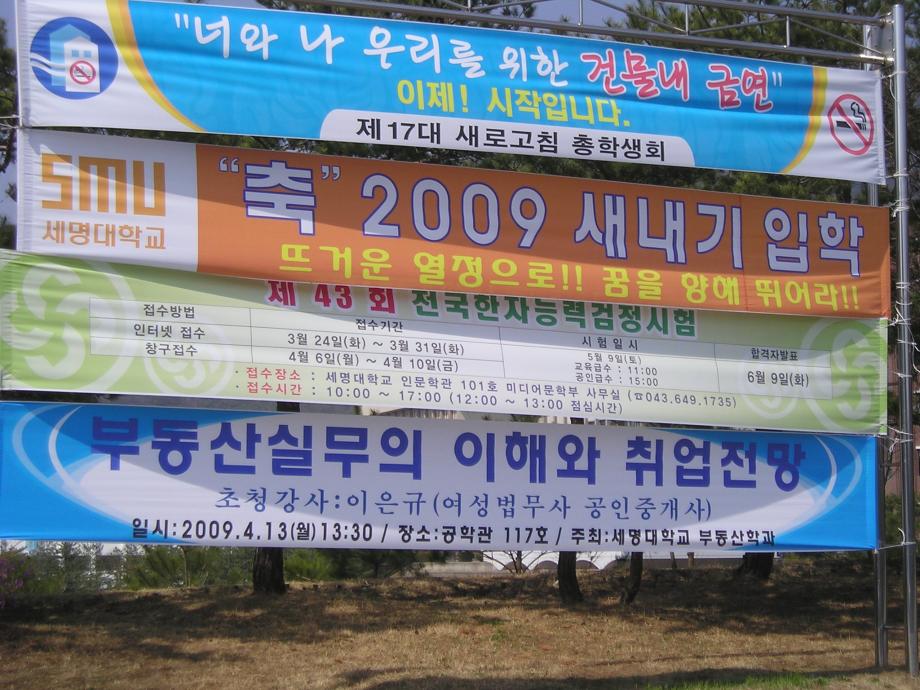 "너와 나 우리를 위한 건물내 금연"
이제! 시작입니다.
제17대 새로고침 총학생회
SMU
세명대학교
"축" 2009 새내기 입학
뜨거운 열정으로!! 꿈을 향해 뛰어라!!
제 43 회 전국한자능력검정시험
접수방법 접수기간 시험일시 합격자발표
인터넷 접수 3월 24일(화) ~ 3월 31일(화) 5월 9일(토)
교육급수 : 11:00
창구접수 4월 6일(월) ~ 4월 10일(금) 공인급수 : 15:00 6월 9일(화)
· 접수장소 : 세명대학교 인문학관 101호 미디어문학부 사무실 (☎043.649.1735)
· 접수시간 : 10:00 ~ 17:00 (12:00 ~ 13:00 점심시간)
부동산실무의 이해와 취업전망
초청강사:이은규(여성법무사 공인중개사)
일시:2009.4.13(월)13:30 / 장소:공학관 117호 / 주최:세명대학교 부동산학과